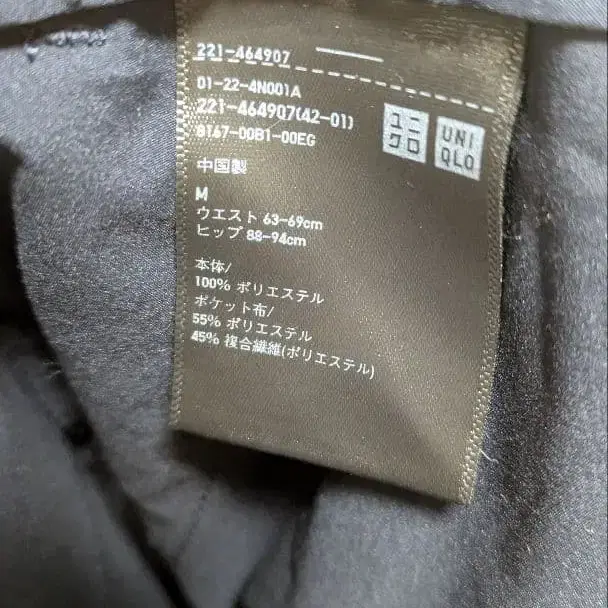 221-464907
01-22-4N001A
221-464907(42-01)
8167-00B1-00EG
ユニ
クロ
UNI
QLO
中国製
M
ウエスト 63-69cm
ヒップ 88-94cm
本体/
100% ポリエステル
ポケット布/
55% ポリエステル
45% 複合繊維(ポリエステル)